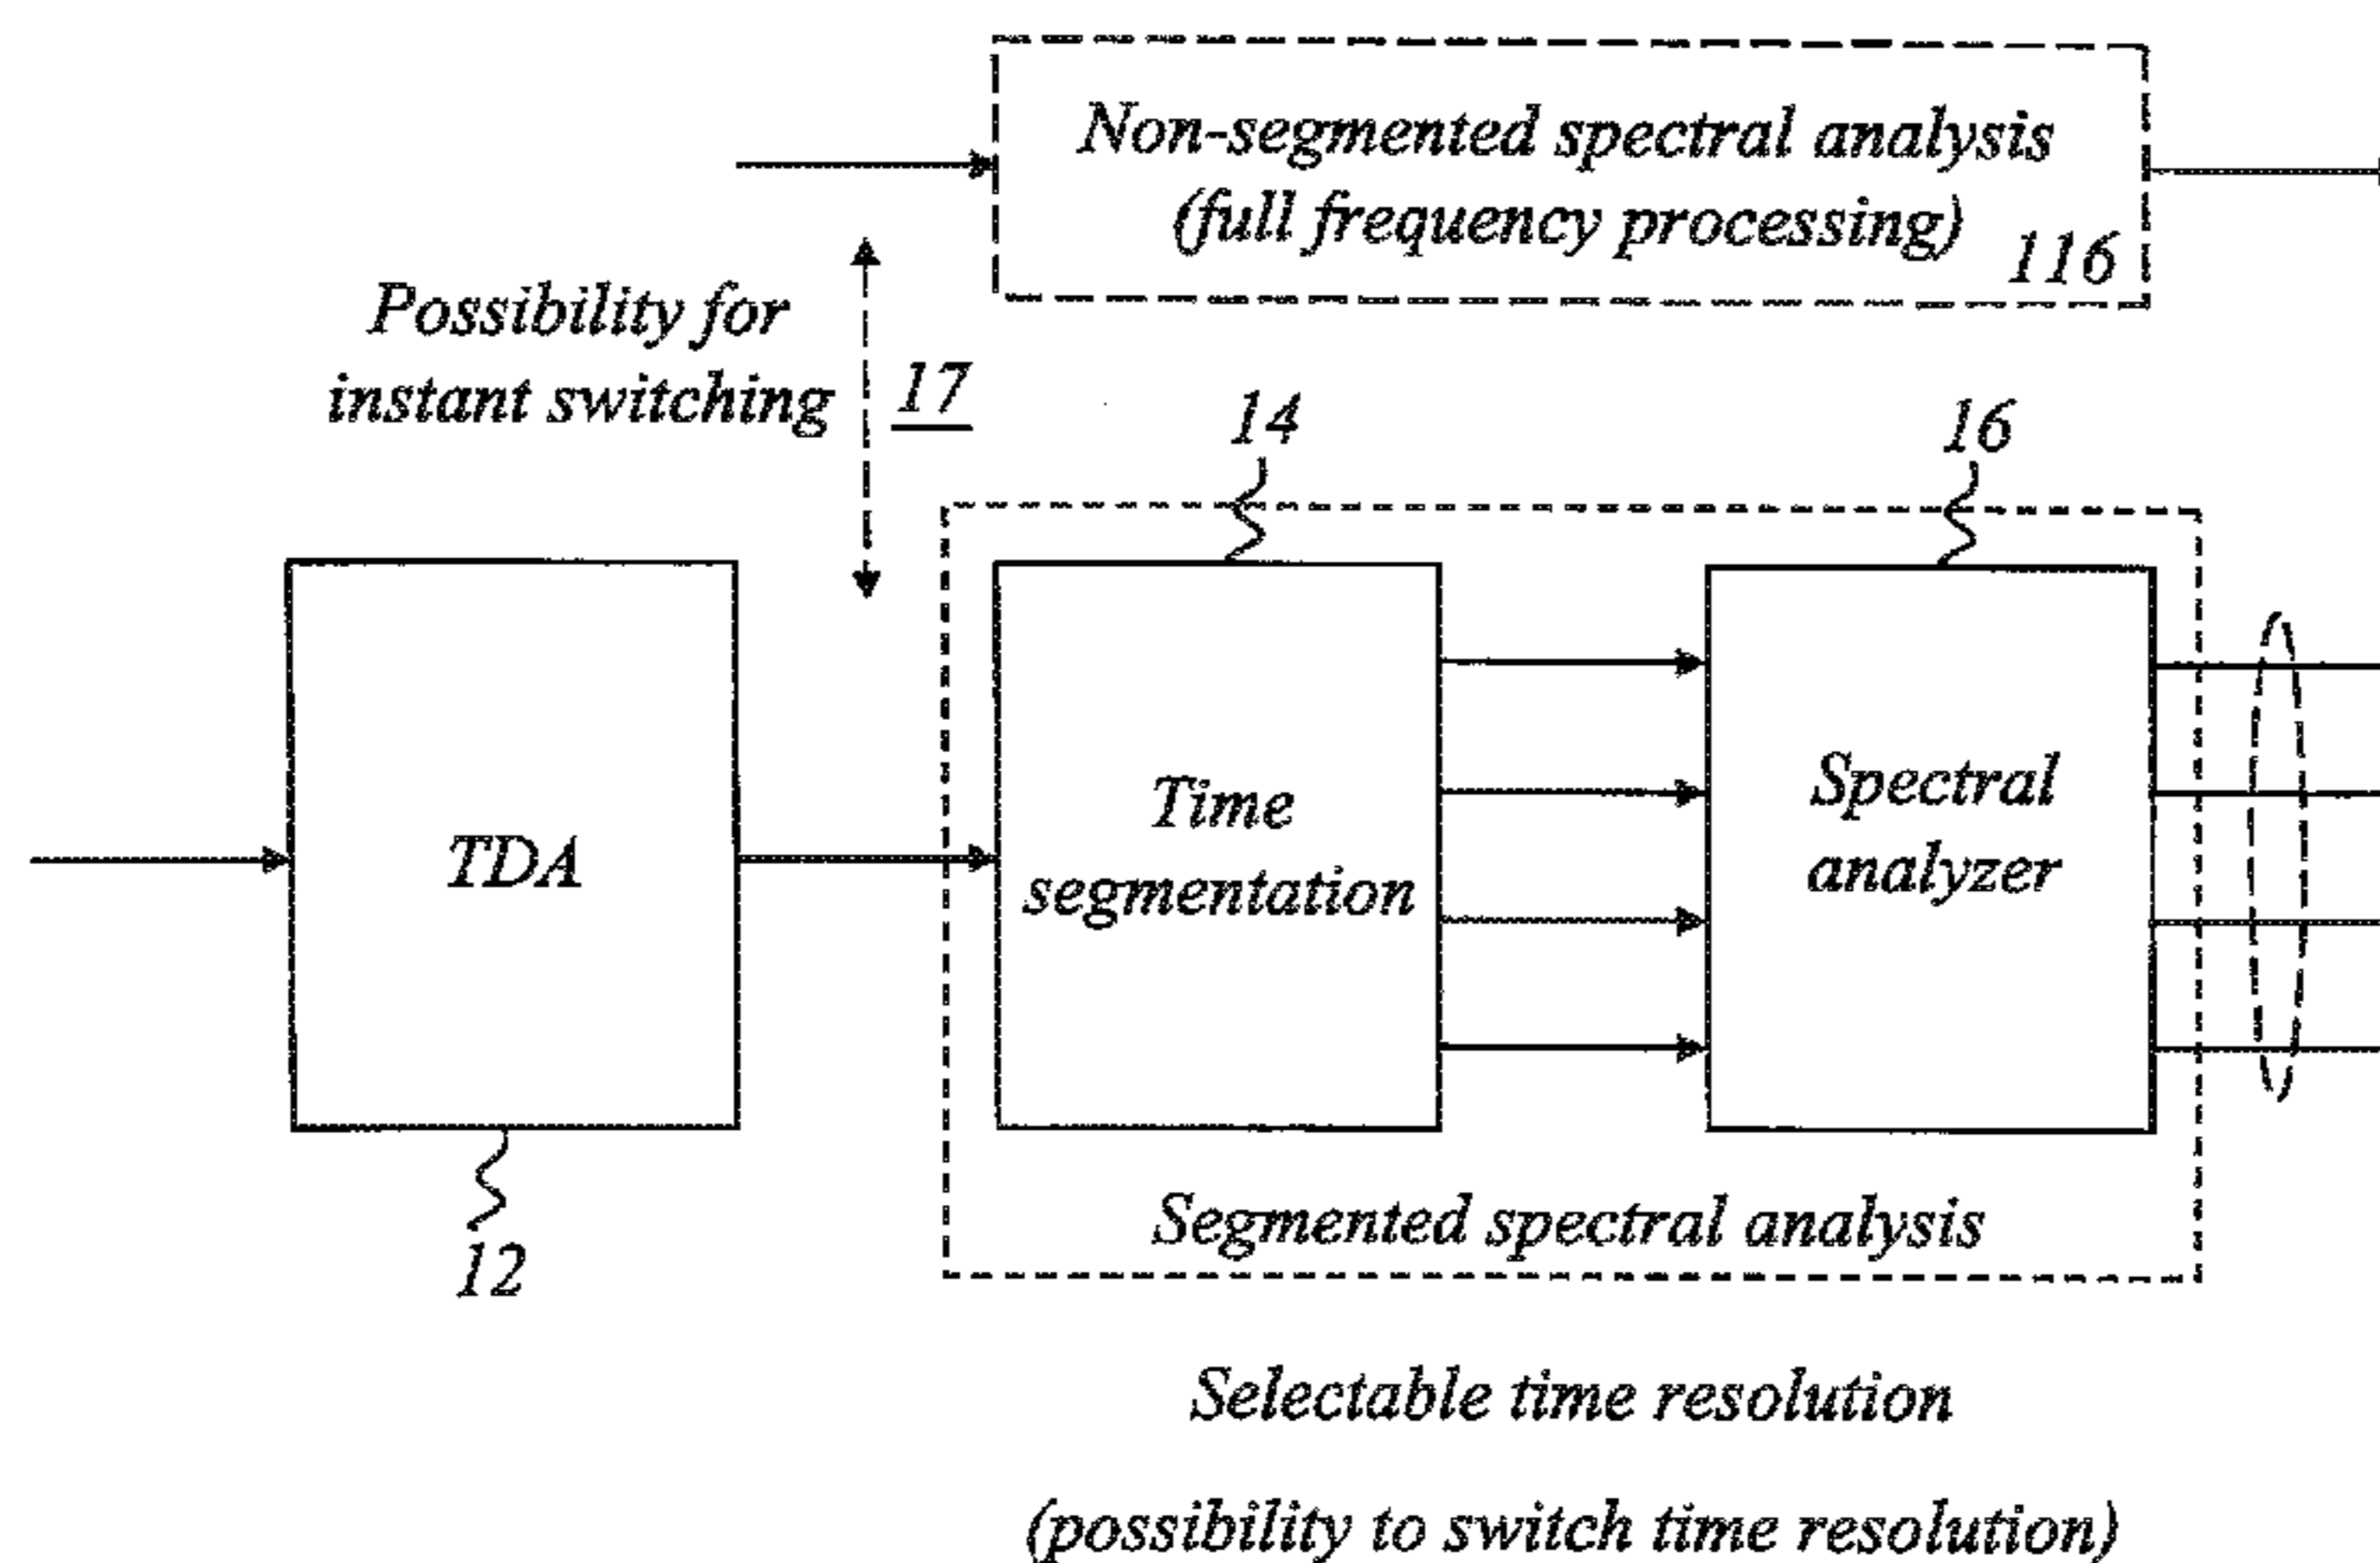 Non-segmented spectral analysis
(full frequency processing)
116
Possibility for
instant switching
17
14
16
TDA
Time
segmentation
Spectral
analyzer
12
Segmented spectral analysis
Selectable time resolution
(possibility to switch time resolution)